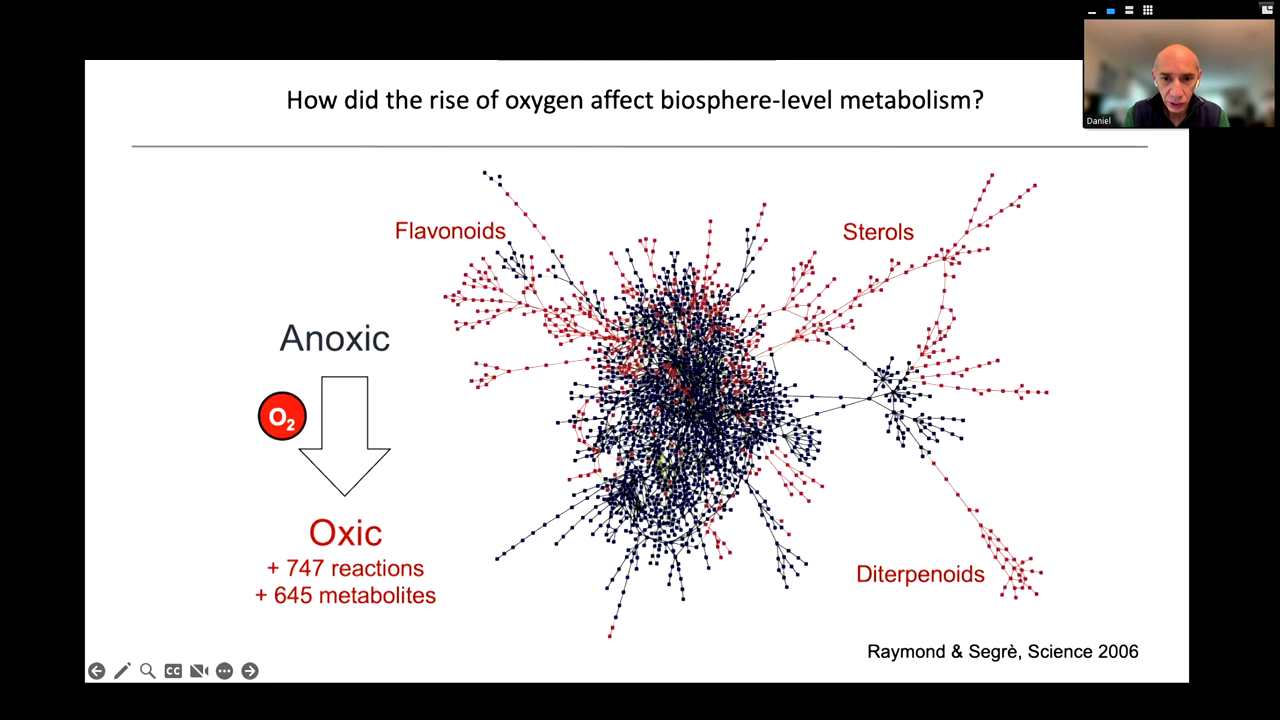 How did the rise of oxygen affect biosphere-level metabolism?
Daniel
Flavonoids
Sterols
Anoxic
O₂
Oxic
+ 747 reactions
+ 645 metabolites
Diterpenoids
Raymond & Segrè, Science 2006
CC